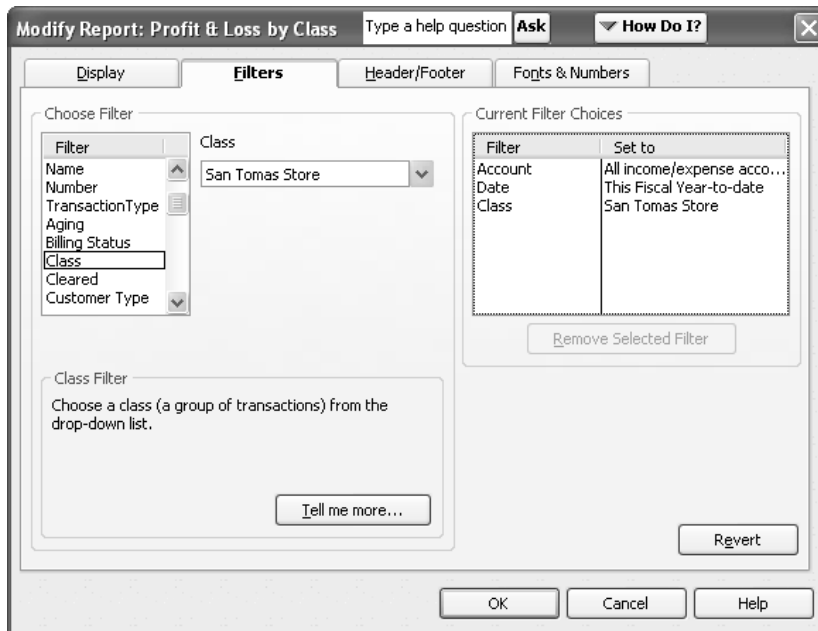 Modify Report: Profit & Loss by Class
Type a help question
Ask
How Do I?
Display
Filters
Header/Footer
Fonts & Numbers
Choose Filter
Filter
Name
Number
TransactionType
Aging
Billing Status
Class
Cleared
Customer Type
Class
San Tomas Store
Current Filter Choices
Filter Set to
Account All income/expense acco...
Date This Fiscal Year-to-date
Class San Tomas Store
Remove Selected Filter
Class Filter
Choose a class (a group of transactions) from the
drop-down list.
Tell me more...
Revert
OK
Cancel
Help